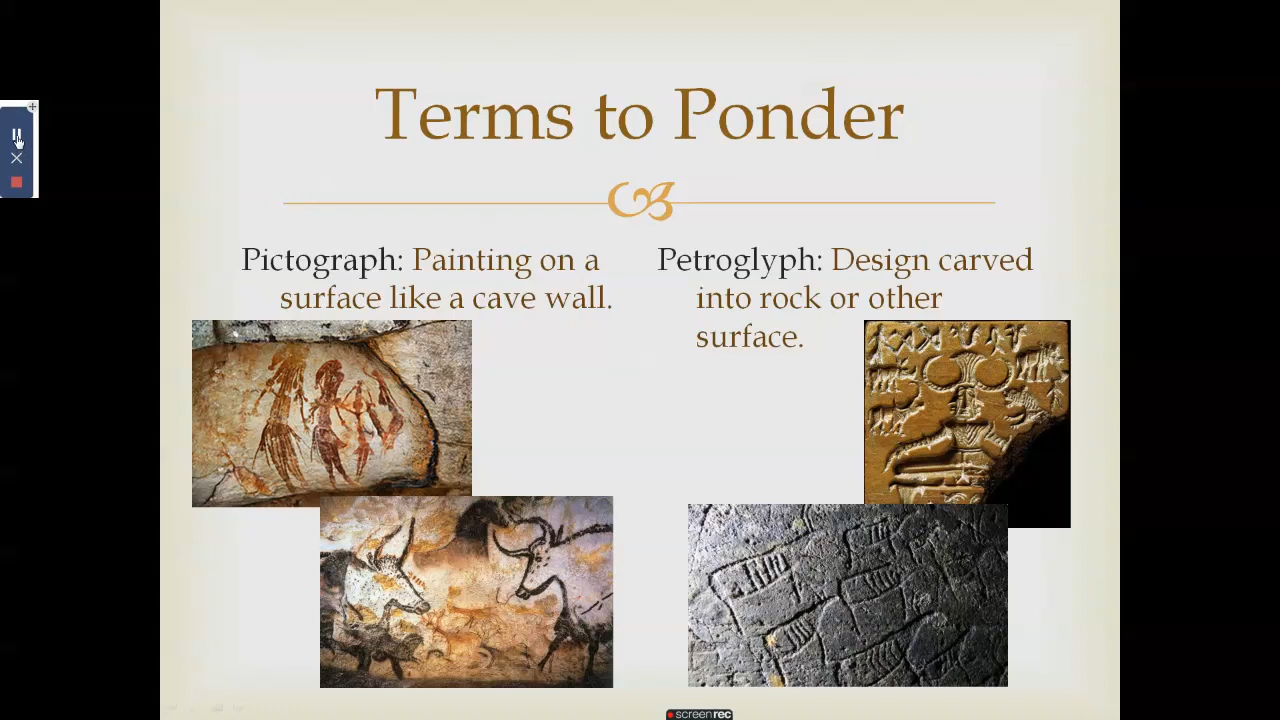 Terms to Ponder
Pictograph: Painting on a
surface like a cave wall.
Petroglyph: Design carved
into rock or other
surface.
screenrec